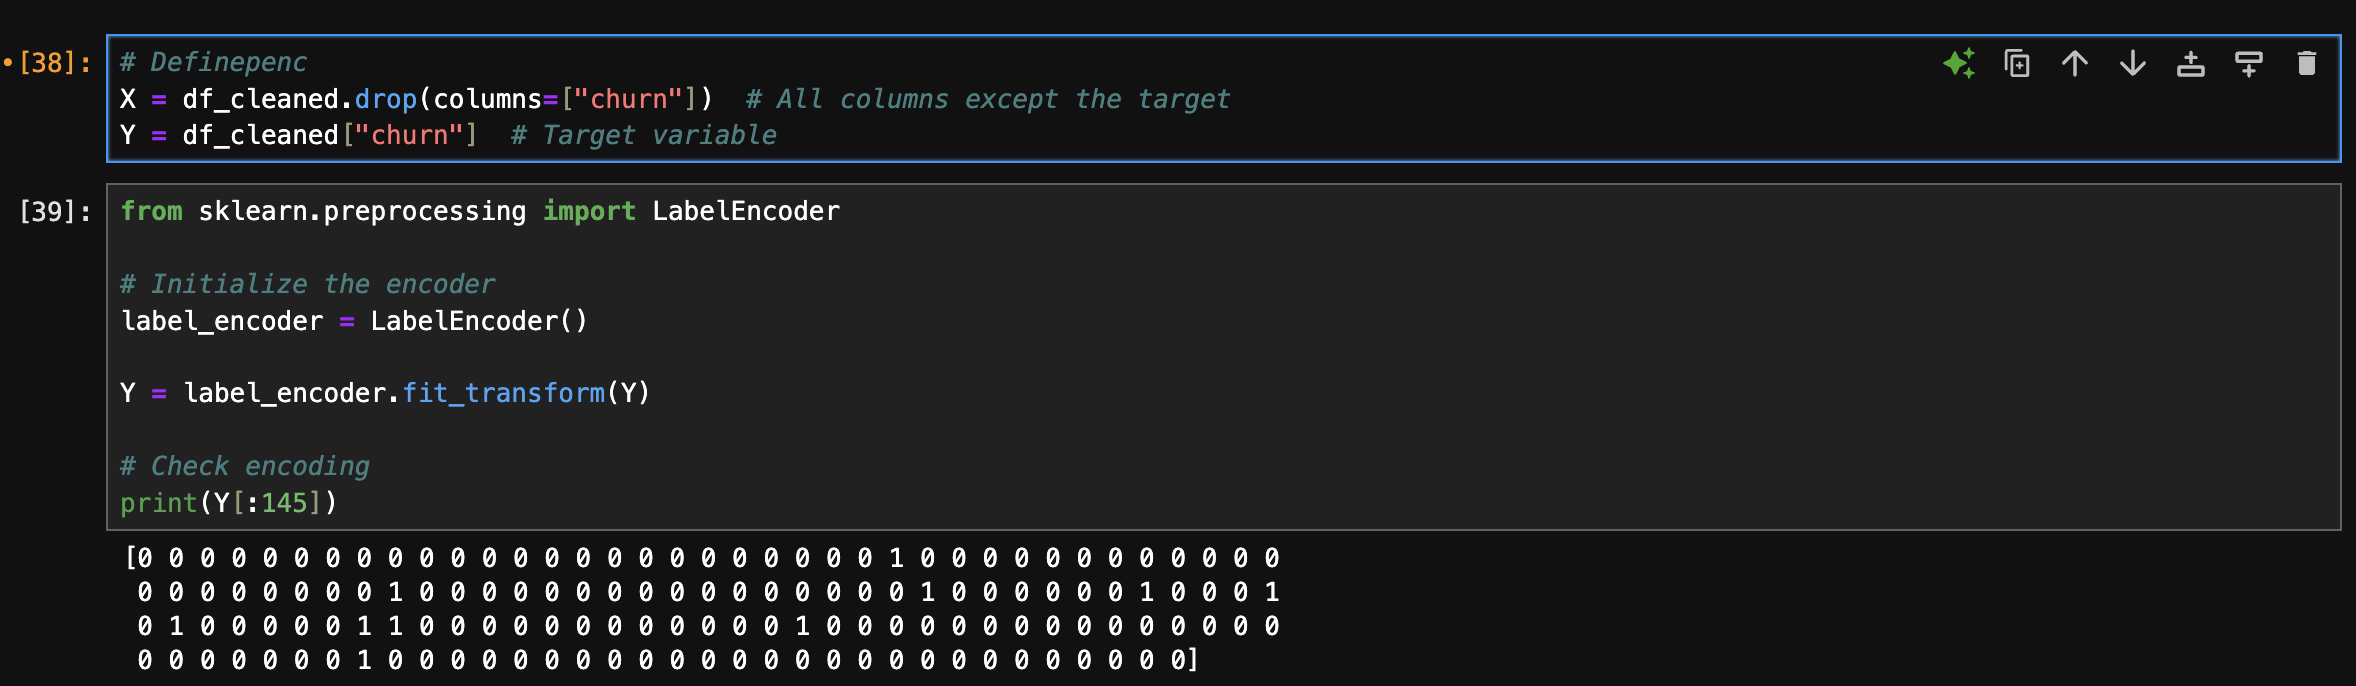 [38]:
# Definepenc
X = df_cleaned.drop(columns=["churn"])  # All columns except the target
Y = df_cleaned["churn"]  # Target variable
[39]:
from sklearn.preprocessing import LabelEncoder
# Initialize the encoder
label_encoder = LabelEncoder()
Y = label_encoder.fit_transform(Y)
# Check encoding
print(Y[:145])
[0 0 0 0 0 0 0 0 0 0 0 0 0 0 0 0 0 0 0 0 0 0 0 0 1 0 0 0 0 0 0 0 0 0 0 0 0
0 0 0 0 0 0 0 0 1 0 0 0 0 0 0 0 0 0 0 0 0 0 0 0 0 1 0 0 0 0 0 0 1 0 0 0 1
0 1 0 0 0 0 0 1 1 0 0 0 0 0 0 0 0 0 0 0 0 1 0 0 0 0 0 0 0 0 0 0 0 0 0 0 0
0 0 0 0 0 0 0 1 0 0 0 0 0 0 0 0 0 0 0 0 0 0 0 0 0 0 0 0 0 0 0 0 0 0]